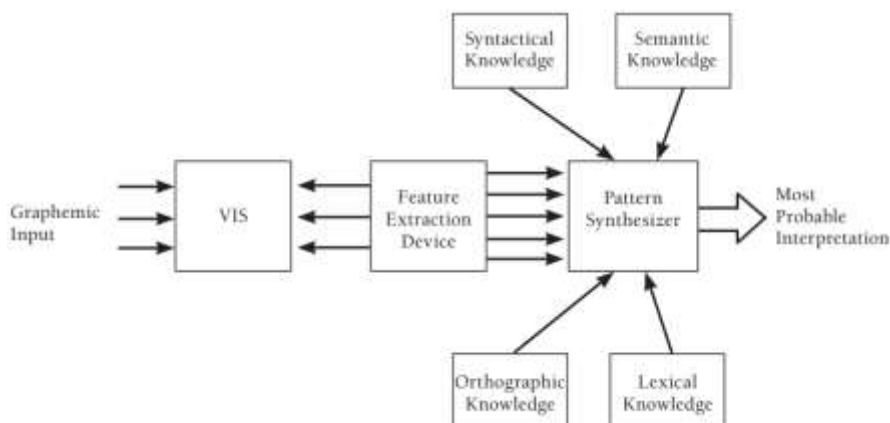 Syntactical
Knowledge
Semantic
Knowledge
Graphemic
Input
VIS
Feature
Extraction
Device
Pattern
Synthesizer
Most
Probable
Interpretation
Orthographic
Knowledge
Lexical
Knowledge